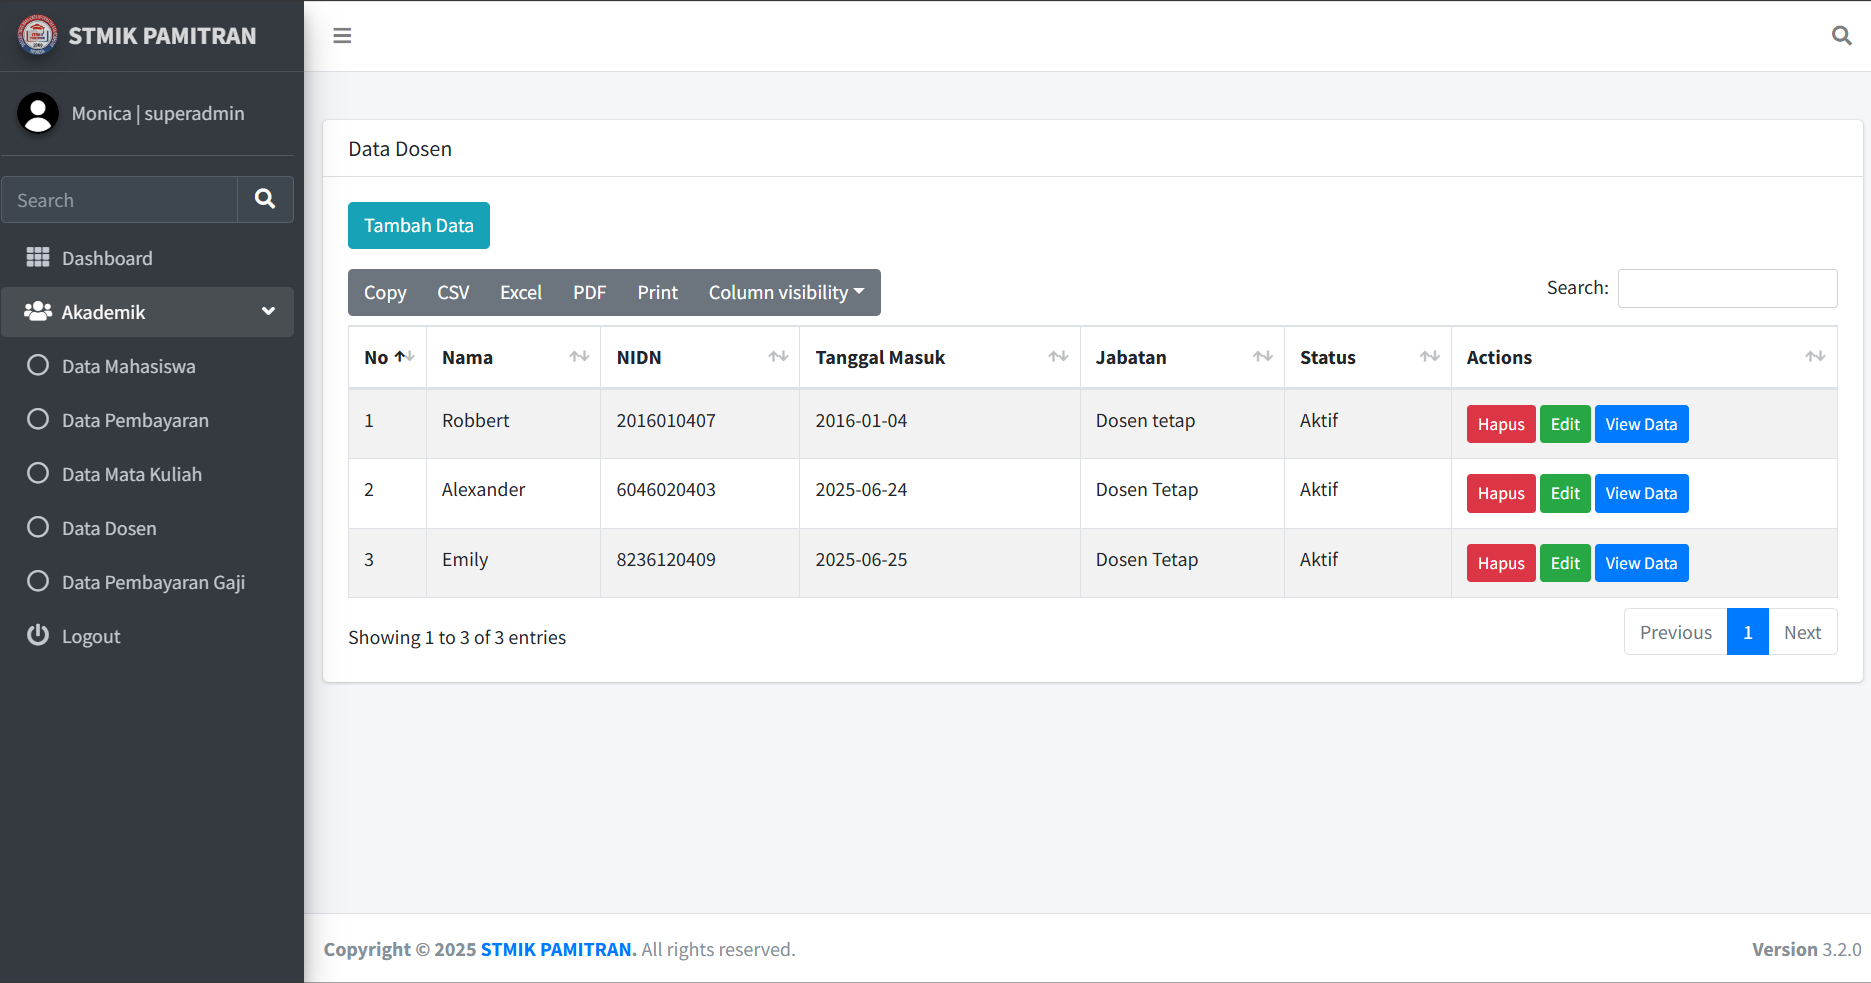 STMIK PAMITRAN
Monica | superadmin
Search
Dashboard
Akademik
Data Mahasiswa
Data Pembayaran
Data Mata Kuliah
Data Dosen
Data Pembayaran Gaji
Logout
Data Dosen
Tambah Data
Copy CSV Excel PDF Print Column visibility
Search:
No Nama NIDN Tanggal Masuk Jabatan Status Actions
1 Robbert 2016010407 2016-01-04 Dosen tetap Aktif Hapus Edit View Data
2 Alexander 6046020403 2025-06-24 Dosen Tetap Aktif Hapus Edit View Data
3 Emily 8236120409 2025-06-25 Dosen Tetap Aktif Hapus Edit View Data
Showing 1 to 3 of 3 entries
Previous 1 Next
Copyright © 2025 STMIK PAMITRAN. All rights reserved.
Version 3.2.0